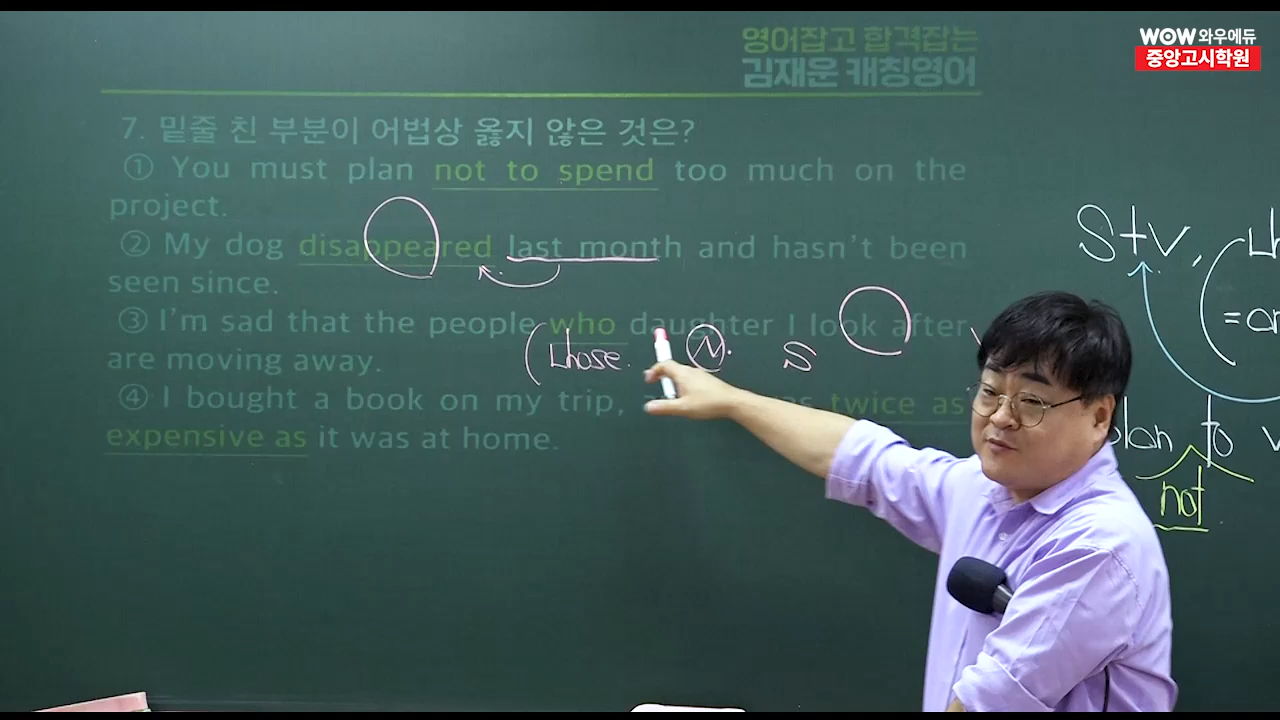 WOW 와우에듀
중앙고시학원
영어잡고 합격잡는
김재운 캐칭영어
7. 밑줄 친 부분이 어법상 옳지 않은 것은?
① You must plan not to spend too much on the
project.
② My dog disappeared last month and hasn't been
seen since.
③ I'm sad that the people who daughter I look after
(whose. N. S
are moving away.
④ I bought a book on my trip, as twice as
expensive as it was at home.
S+V,
plan to v
not